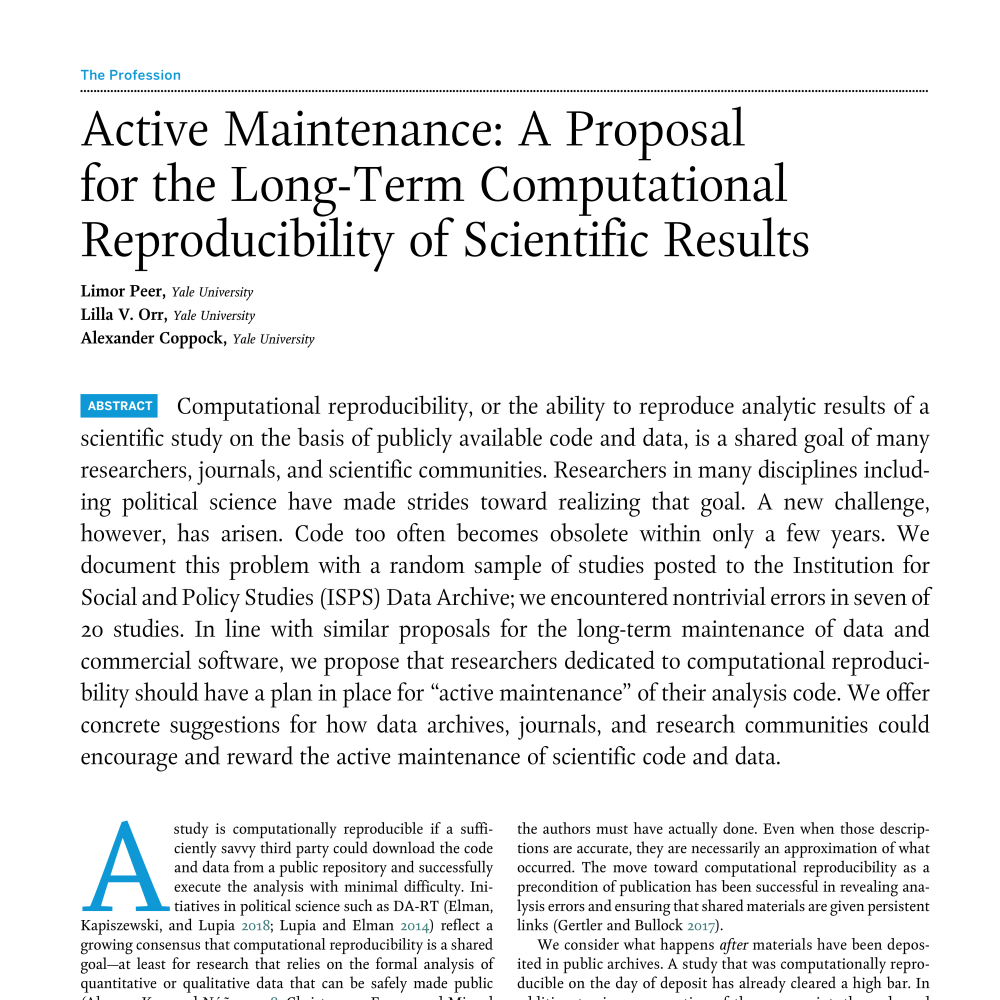 The Profession
Active Maintenance: A Proposal
for the Long-Term Computational
Reproducibility of Scientific Results
Limor Peer, Yale University
Lilla V. Orr, Yale University
Alexander Coppock, Yale University
ABSTRACT Computational reproducibility, or the ability to reproduce analytic results of a
scientific study on the basis of publicly available code and data, is a shared goal of many
researchers, journals, and scientific communities. Researchers in many disciplines includ-
ing political science have made strides toward realizing that goal. A new challenge,
however, has arisen. Code too often becomes obsolete within only a few years. We
document this problem with a random sample of studies posted to the Institution for
Social and Policy Studies (ISPS) Data Archive; we encountered nontrivial errors in seven of
20 studies. In line with similar proposals for the long-term maintenance of data and
commercial software, we propose that researchers dedicated to computational reproduci-
bility should have a plan in place for “active maintenance” of their analysis code. We offer
concrete suggestions for how data archives, journals, and research communities could
encourage and reward the active maintenance of scientific code and data.
A study is computationally reproducible if a suffi-
ciently savvy third party could download the code
and data from a public repository and successfully
execute the analysis with minimal difficulty. Ini-
tiatives in political science such as DA-RT (Elman,
Kapiszewski, and Lupia 2018; Lupia and Elman 2014) reflect a
growing consensus that computational reproducibility is a shared
goal—at least for research that relies on the formal analysis of
quantitative or qualitative data that can be safely made public
the authors must have actually done. Even when those descrip-
tions are accurate, they are necessarily an approximation of what
occurred. The move toward computational reproducibility as a
precondition of publication has been successful in revealing ana-
lysis errors and ensuring that shared materials are given persistent
links (Gertler and Bullock 2017).
We consider what happens after materials have been depos-
ited in public archives. A study that was computationally repro-
ducible on the day of deposit has already cleared a high bar. In